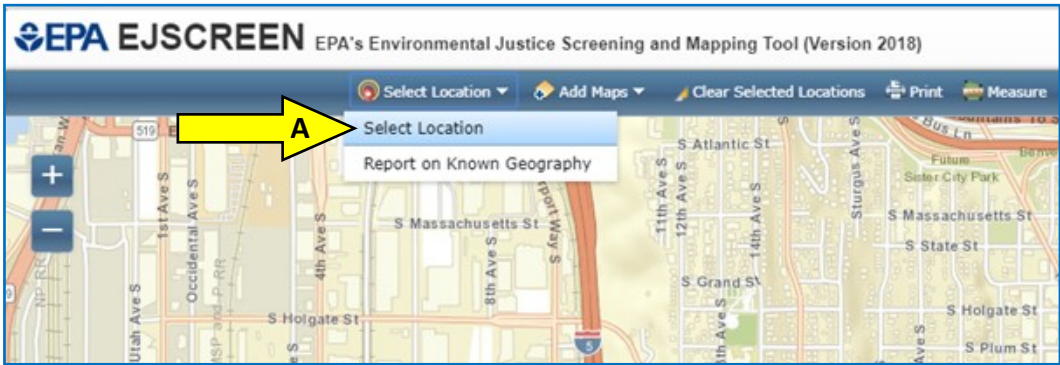 EPA EJSCREEN EPA's Environmental Justice Screening and Mapping Tool (Version 2018)
Select Location Add Maps Clear Selected Locations Print Measure
A
Select Location
Report on Known Geography
519
S Atlantic St
Bus Ln
Future
Sister City Park
1st Ave S
Occidental Ave S
4th Ave S
S Massachusetts St
8th Ave S
11th Ave S
12th Ave S
14th Ave S
Sturgus Ave S
S Massachusetts St
S State St
S Grand St
Utah Ave S
S Holgate St
S Holgate St
5
S Plum St